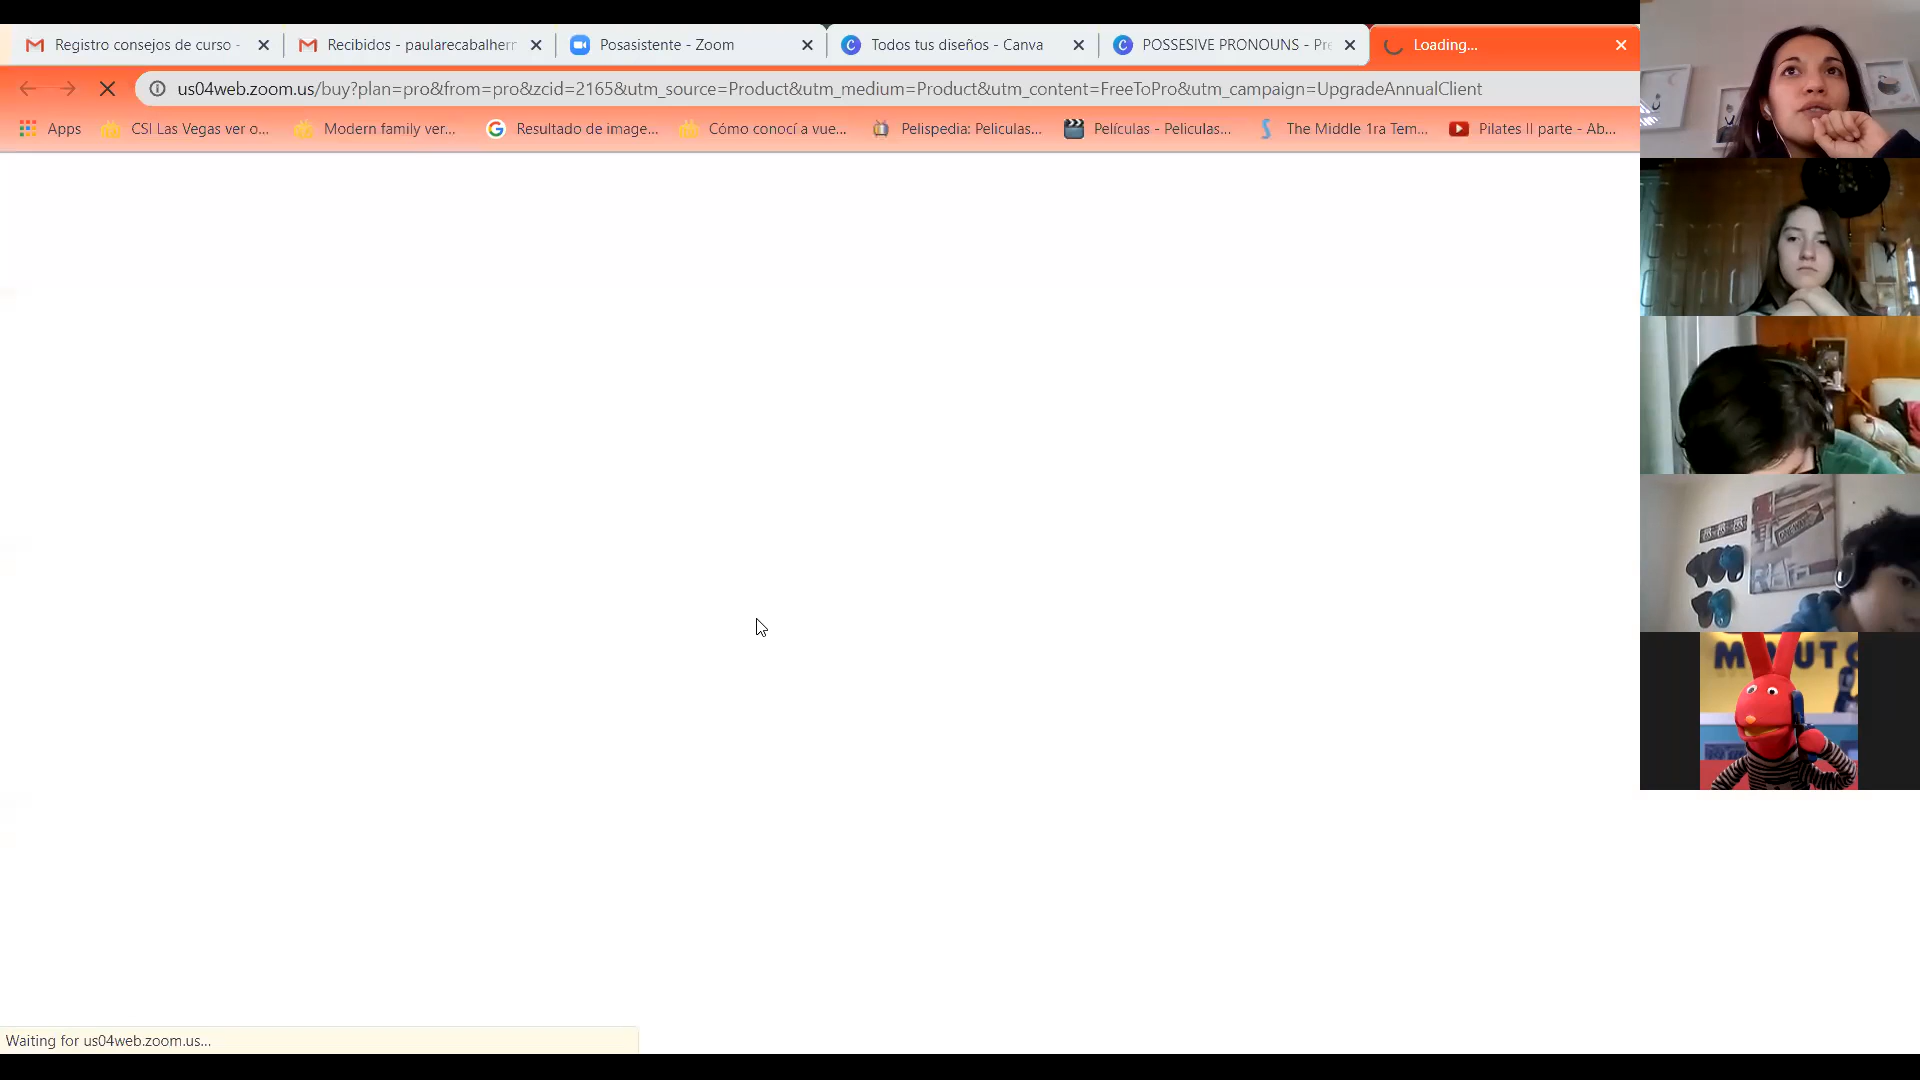 Registro consejos de curso -
Recibidos - paularecabalherr
Posasistente - Zoom
Todos tus diseños - Canva
POSSESIVE PRONOUNS - Pre
Loading...
us04web.zoom.us/buy?plan=pro&from=pro&zcid=2165&utm_source=Product&utm_medium=Product&utm_content=FreeToPro&utm_campaign=UpgradeAnnualClient
Apps
CSI Las Vegas ver o...
Modern family ver...
Resultado de image...
Cómo conocí a vue...
Pelispedia: Peliculas...
Películas - Peliculas...
The Middle 1ra Tem...
Pilates II parte - Ab...
Waiting for us04web.zoom.us...